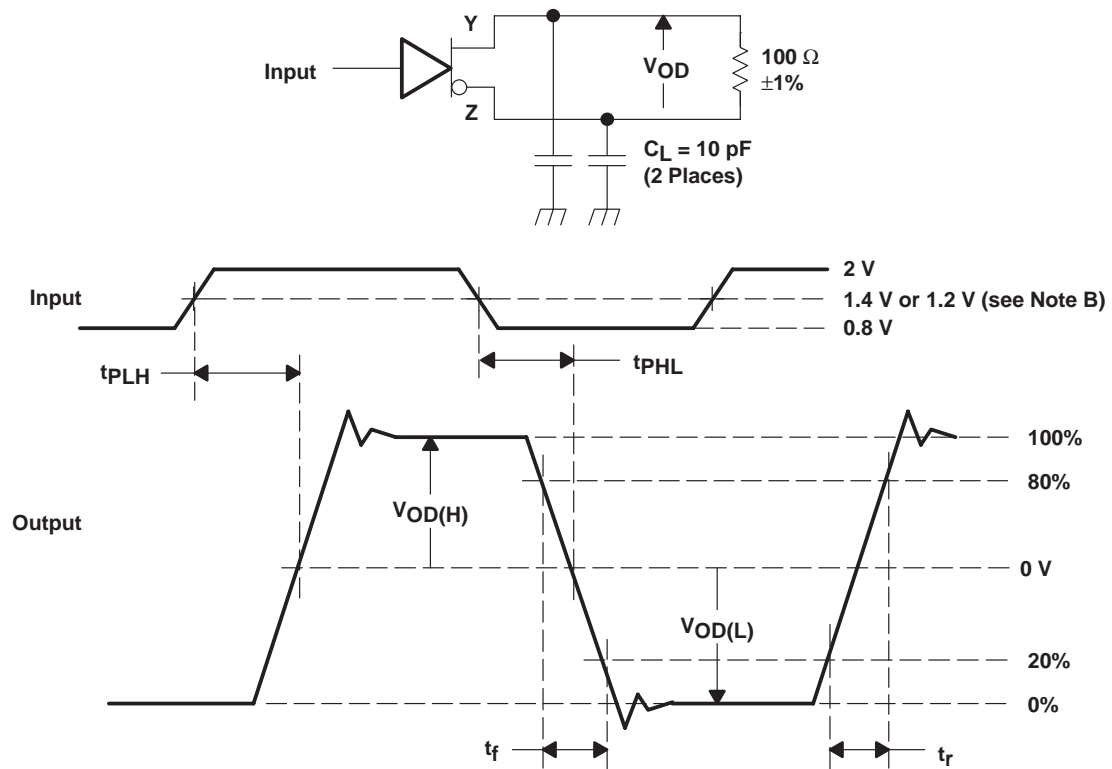 Y
Input
VOD
100 Ω
±1%
Z
CL = 10 pF
(2 Places)
2 V
Input
1.4 V or 1.2 V (see Note B)
0.8 V
tPLH
tPHL
100%
80%
VOD(H)
Output
0 V
VOD(L)
20%
0%
tf
tr